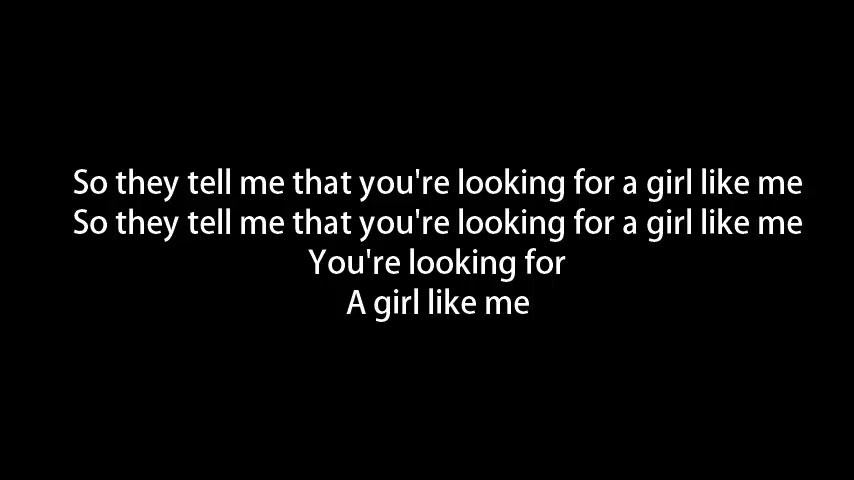 So they tell me that you're looking for a girl like me
So they tell me that you're looking for a girl like me
You're looking for
A girl like me